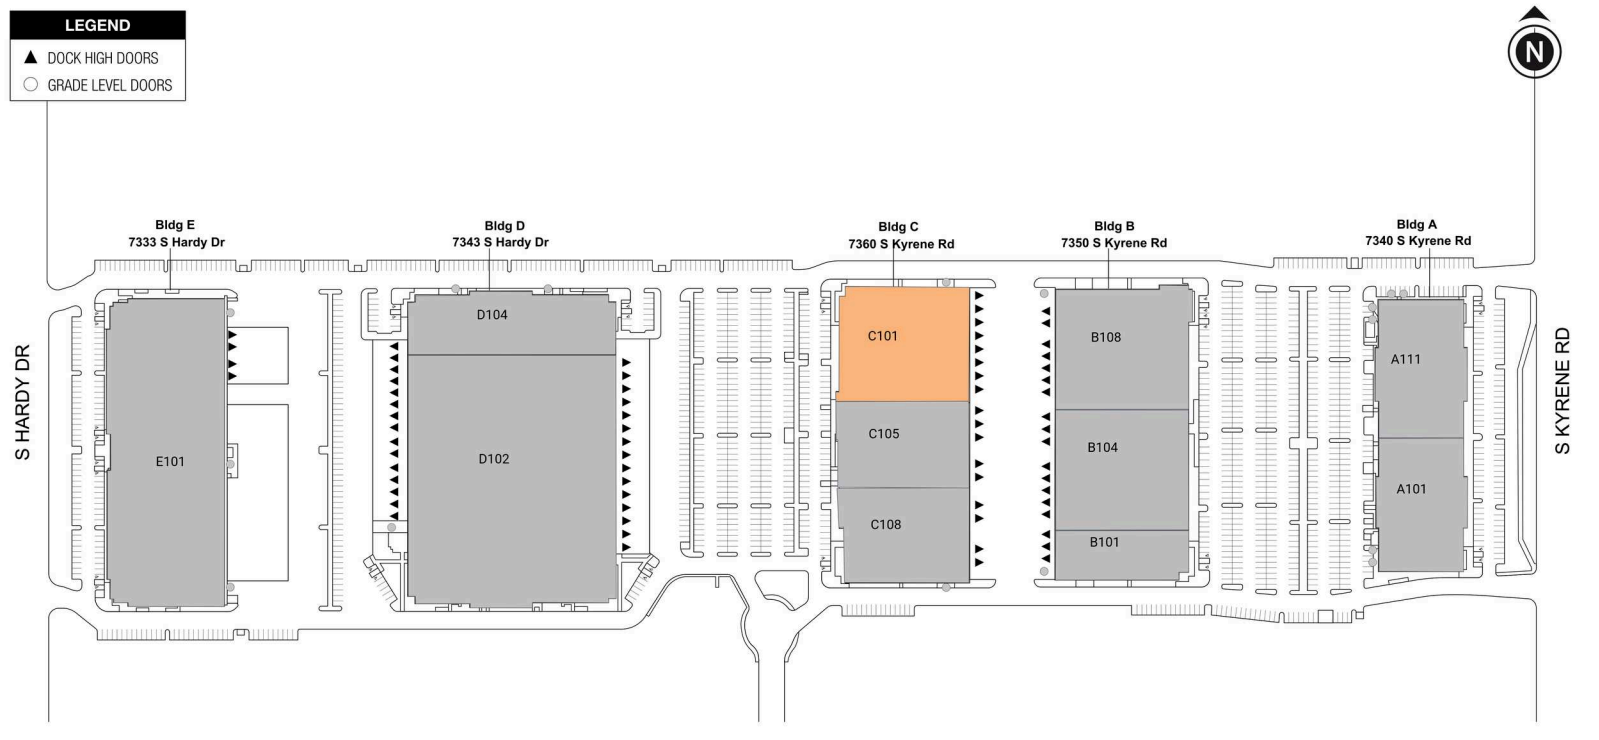 LEGEND
DOCK HIGH DOORS
GRADE LEVEL DOORS
N
Bldg E
7333 S Hardy Dr
Bldg D
7343 S Hardy Dr
Bldg C
7360 S Kyrene Rd
Bldg B
7350 S Kyrene Rd
Bldg A
7340 S Kyrene Rd
S HARDY DR
E101
D104
D102
C101
C105
C108
B108
B104
B101
A111
A101
S KYRENE RD